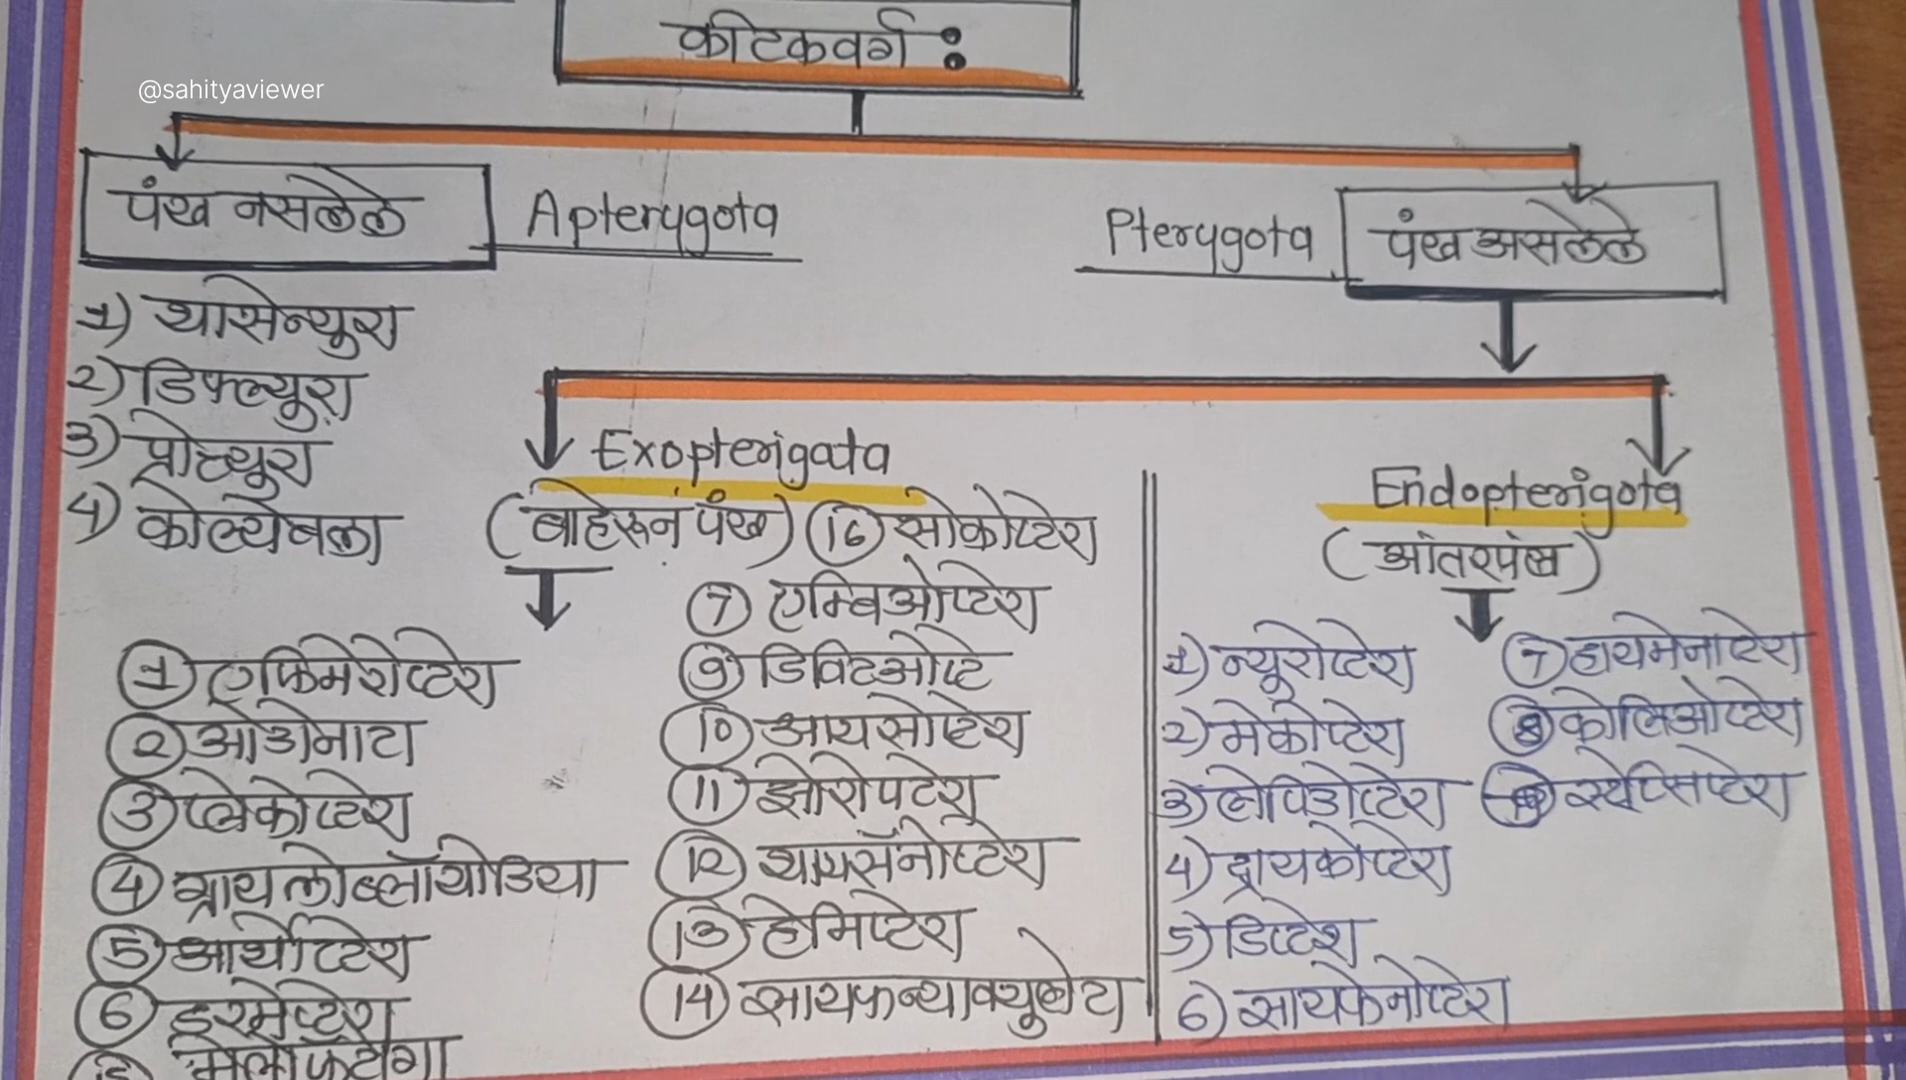 कीटकवर्ग :
@sahityaviewer
पंख नसलेले
Apterygota
Pterygota
पंख असलेले
1) थासेन्युरा
2) डिफ्ल्युरा
3) प्रोच्युरा
4) कोल्येबला
Exopterigata
(बाहेरून पंख)
1 एफिमेरोप्टेरा
2 ओडोनाटा
3 प्लेकोप्टेरा
4 ग्रायलोब्लॉयोडिया
5 आर्थोप्टेरा
6 डरमेप्टेरा
16 सोकोप्टेरा
7 एम्बिओप्टेरा
9 डिक्टिओप्टे
10 आयसोप्टेरा
11 झोरोपटेरा
12 थायसॅनोप्टेरा
13 हेमिप्टेरा
14 सायफन्याक्युलेटा
Endopterigota
(आंतरपंख)
1) न्यूरोप्टेरा
2) मेकोप्टेरा
3) लेपिडोप्टेरा
4) ट्रायकोप्टेरा
5) डिप्टेरा
6) सायफेनोप्टेरा
7 हायमेनाप्टेरा
8 कोलिओप्टेरा
स्ट्रेप्सिप्टेरा